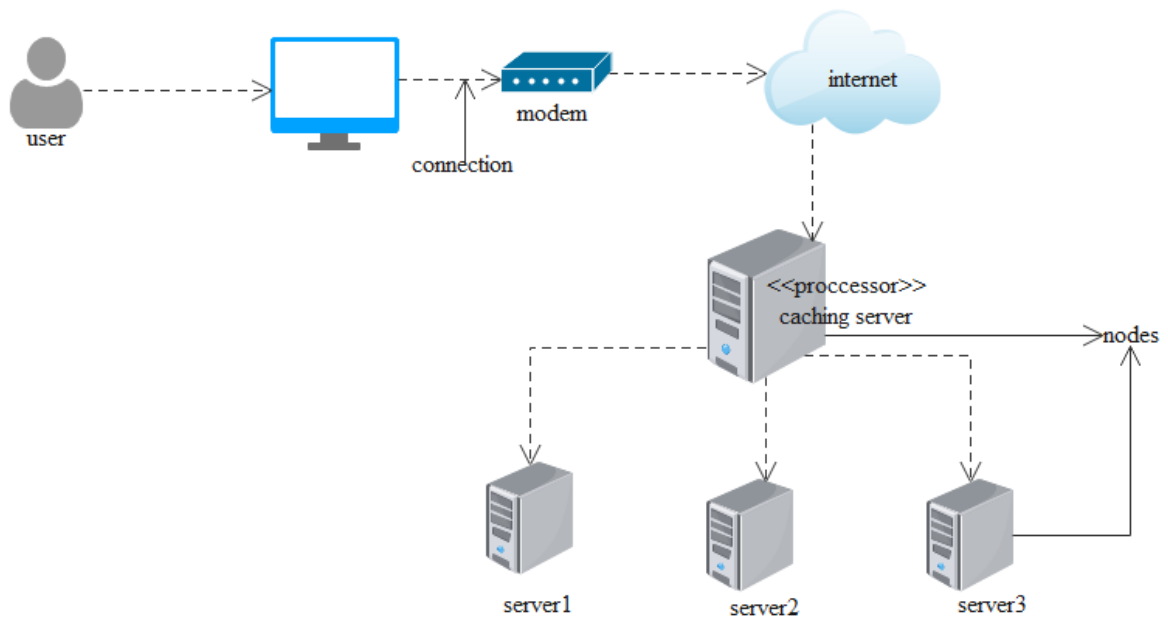 internet
modem
user
connection
<<proccessor>>
caching server
nodes
server1
server2
server3